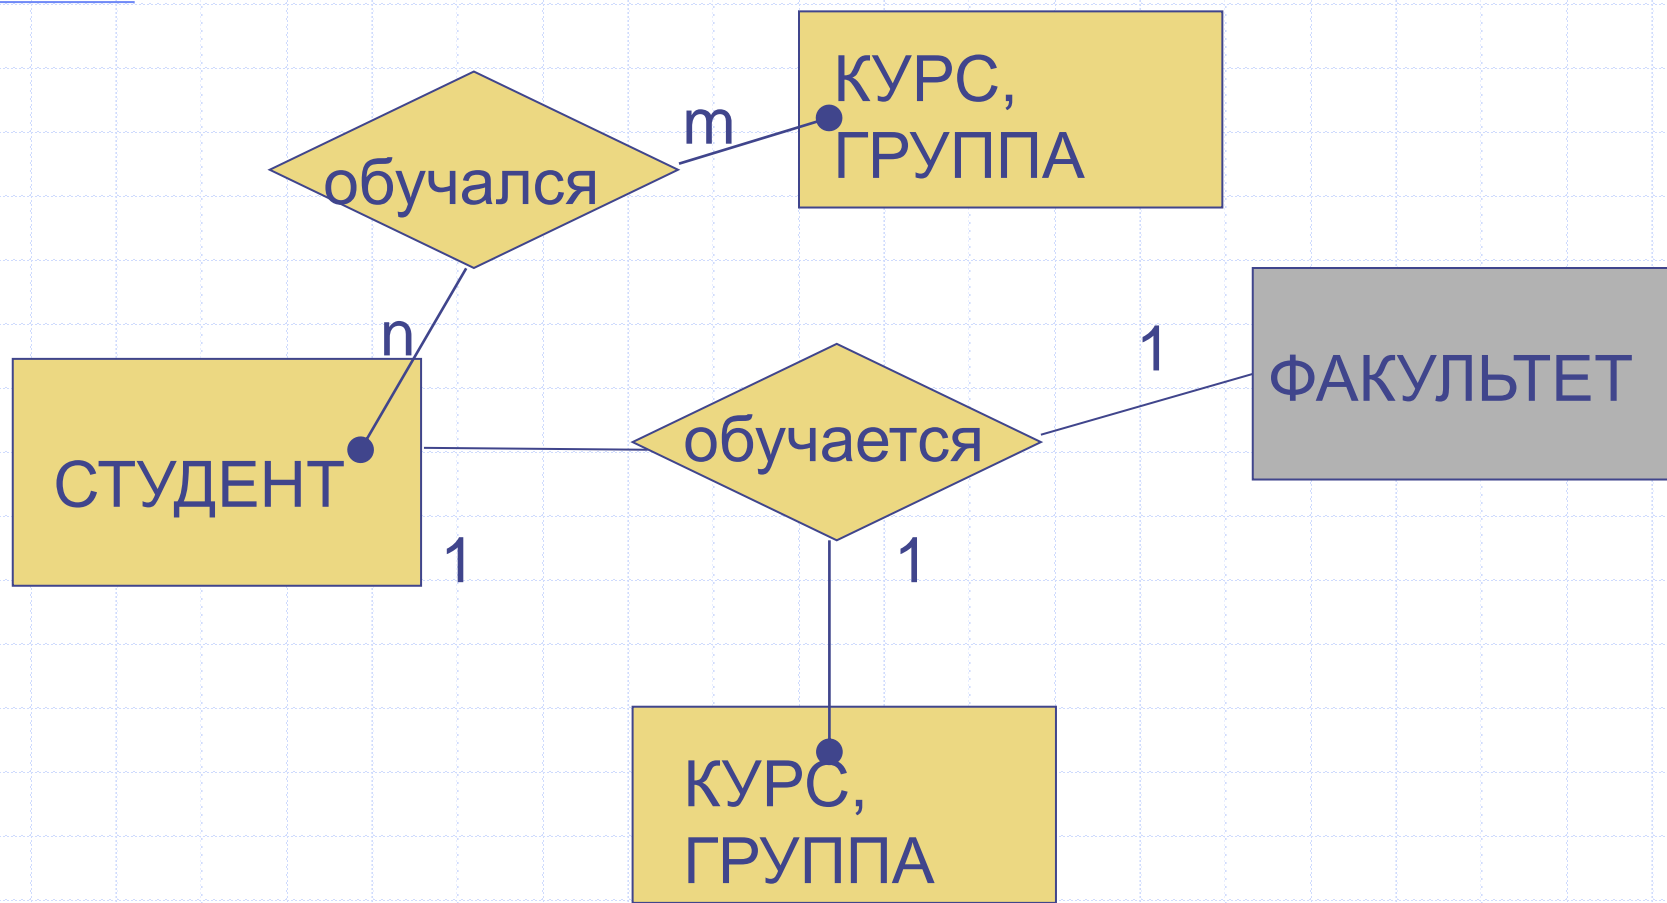 КУРС,
ГРУППА
m
обучался
n
1
ФАКУЛЬТЕТ
обучается
СТУДЕНТ
1
1
КУРС,
ГРУППА